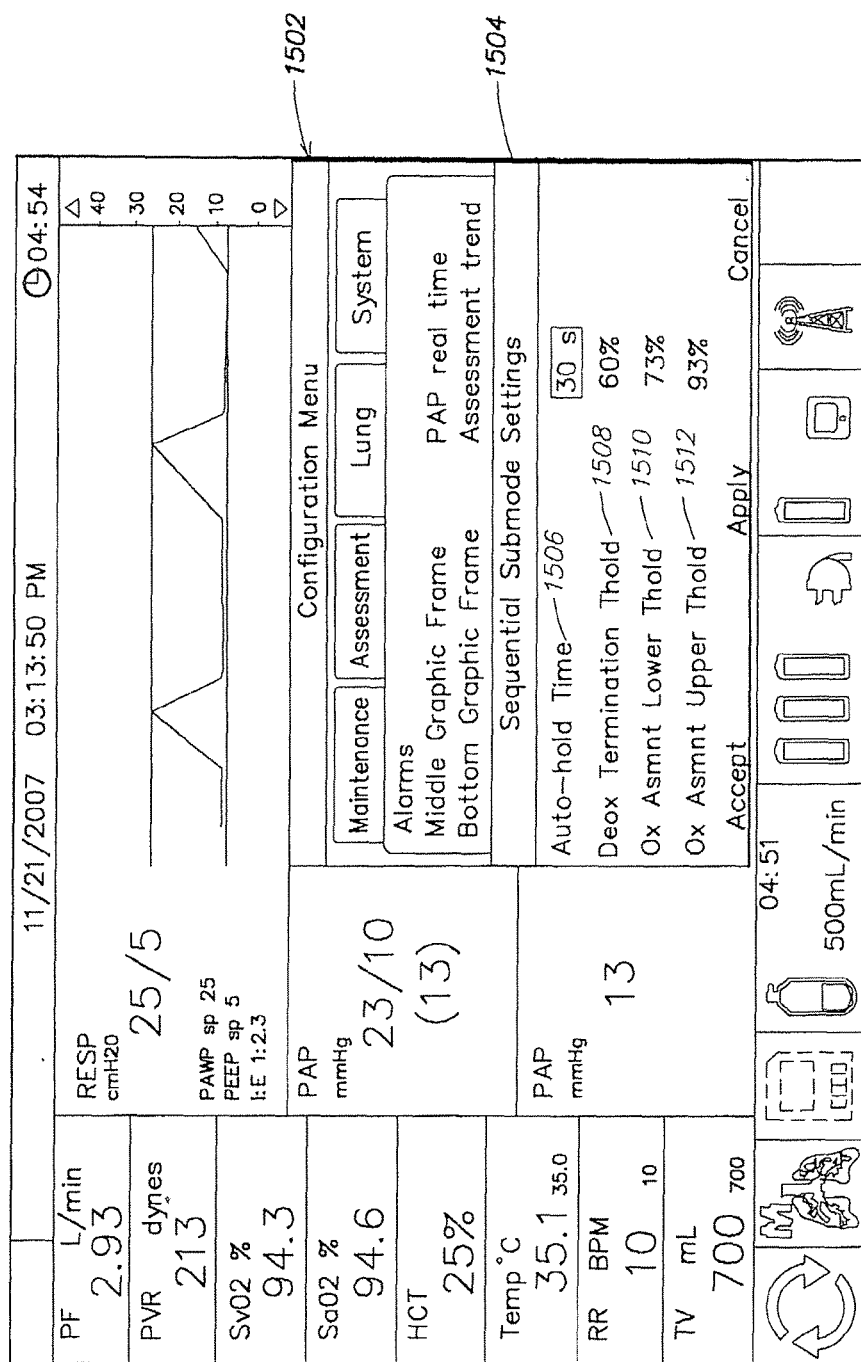 11/21/2007 03:13:50 PM
04:54
PF L/min
2.93
PVR dynes
213
SvO2 %
94.3
SaO2 %
94.6
HCT
25%
Temp°C
35.1 35.0
RR BPM
10 10
TV mL
700 700
RESP
cmH20
25/5
PAWP sp 25
PEEP sp 5
I:E 1:2.3
40
30
20
10
0
PAP
mmHg
23/10
(13)
PAP
mmHg
13
Configuration Menu
1502
Maintenance Assessment Lung System
Alarms
Middle Graphic Frame PAP real time
Bottom Graphic Frame Assessment trend
Sequential Submode Settings
1504
Auto-hold Time 1506 30 s
Deox Termination Thold 1508 60%
Ox Asmnt Lower Thold 1510 73%
Ox Asmnt Upper Thold 1512 93%
Accept Apply Cancel
04:51
500mL/min